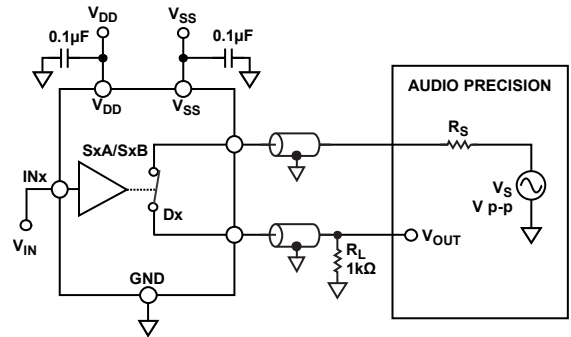 VDD
VSS
0.1µF
0.1µF
VDD
VSS
AUDIO PRECISION
SxA/SxB
RS
INx
VS
V p-p
Dx
VIN
VOUT
RL
1kΩ
GND